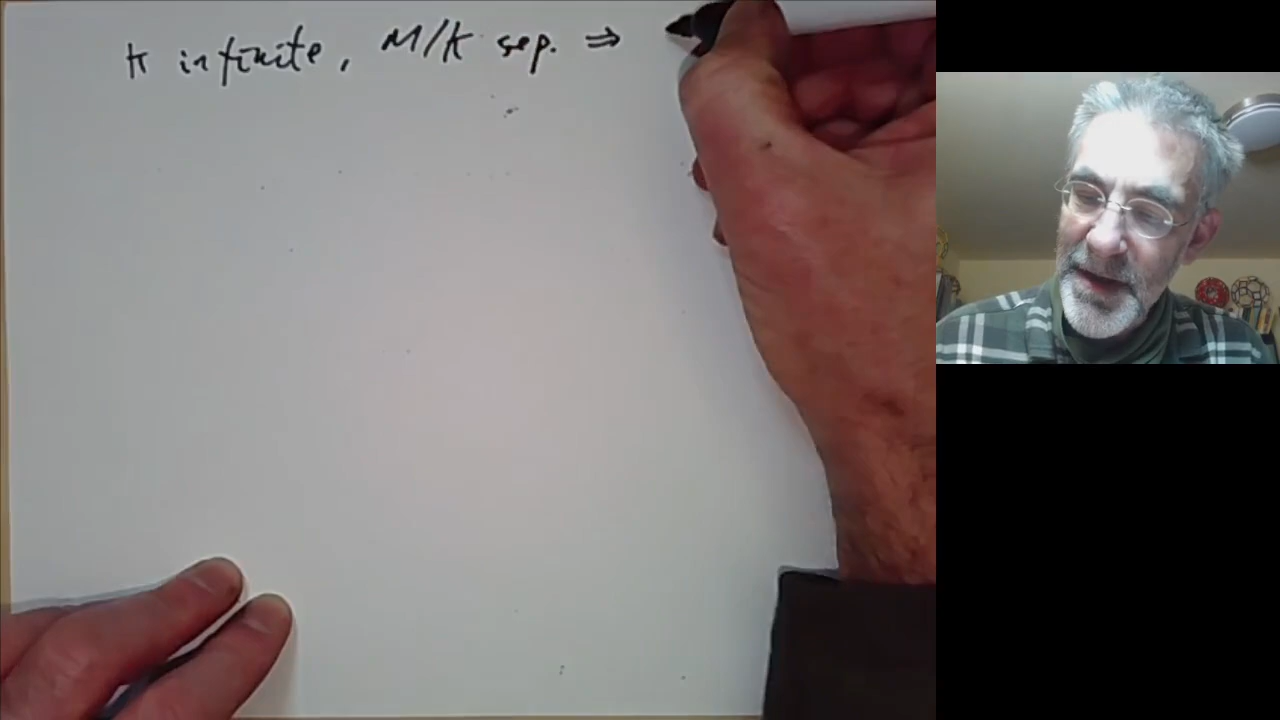 K infinite, M/K sep. ⇒